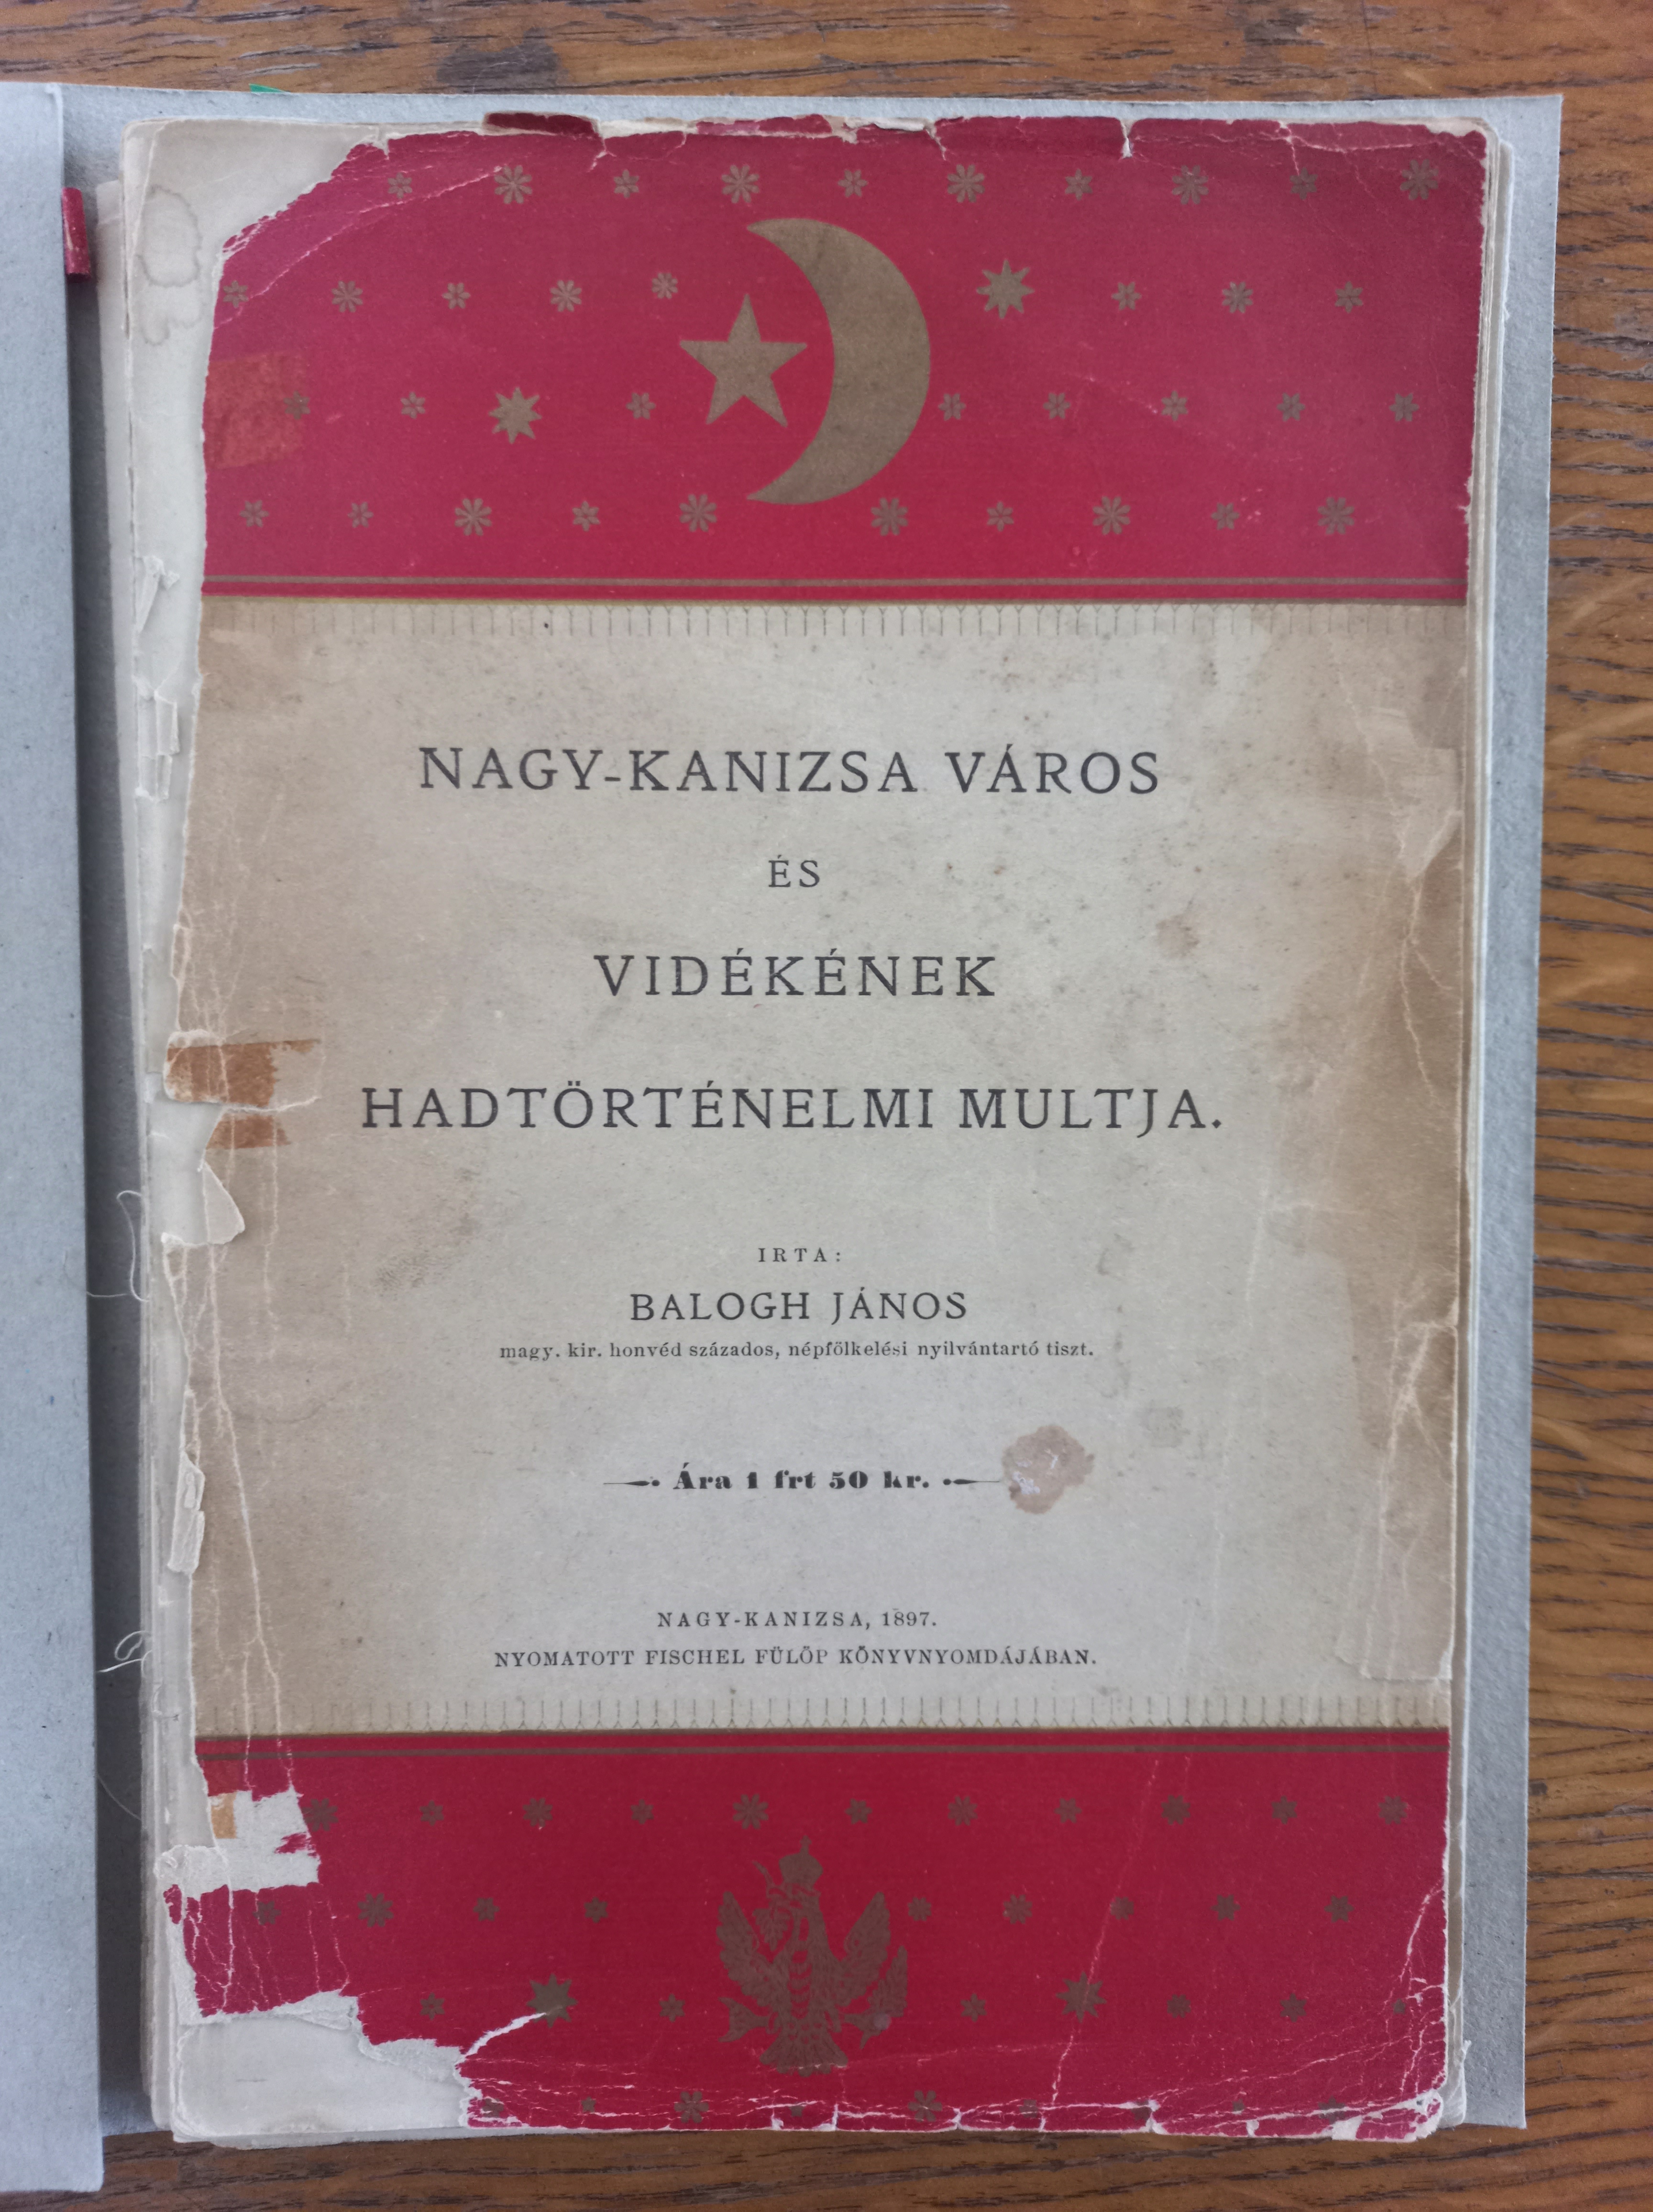 NAGY-KANIZSA VÁROS
ÉS
VIDÉKÉNEK
HADTÖRTÉNELMI MULTJA.
IRTA:
BALOGH JÁNOS
magy. kir. honvéd százados, népfölkelési nyilvántartó tiszt.
Ára 1 frt 50 kr.
NAGY-KANIZSA, 1897.
NYOMATOTT FISCHEL FÜLÖP KÖNYVNYOMDÁJÁBAN.